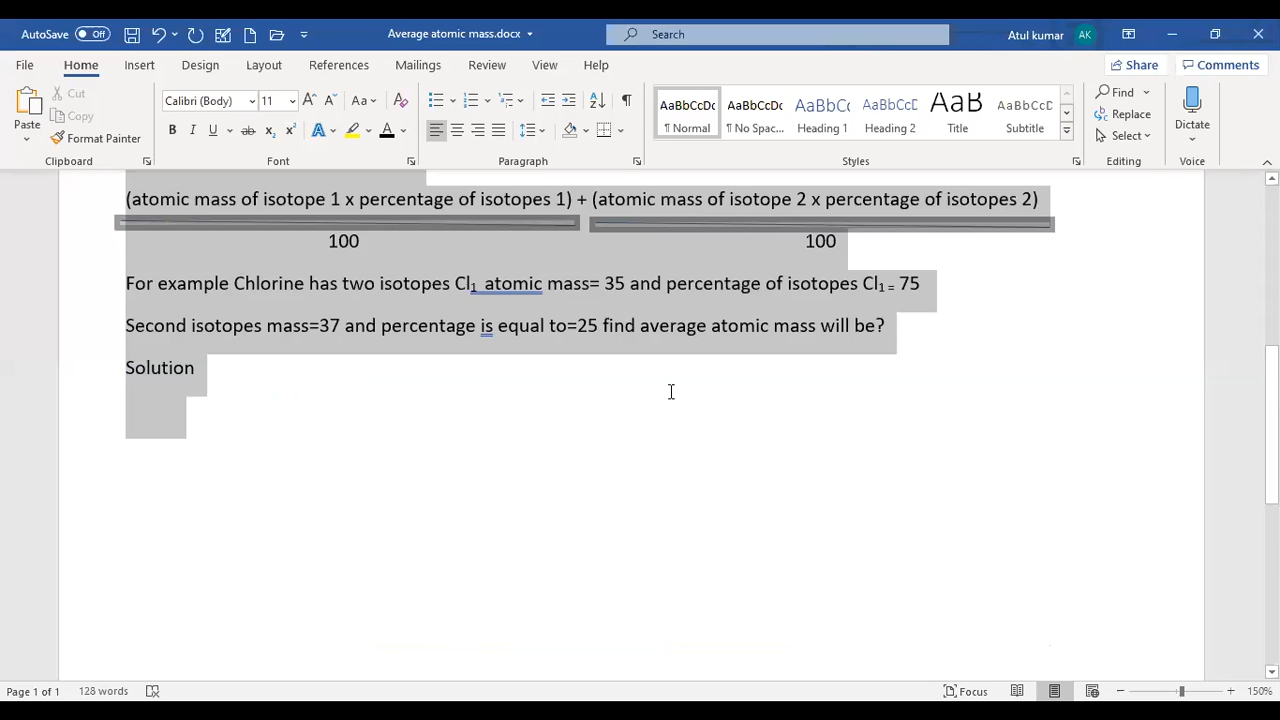 AutoSave Off Average atomic mass.docx Search Atul kumar AK
File Home Insert Design Layout References Mailings Review View Help Share Comments
Paste Cut Copy Format Painter
Calibri (Body) 11 A A Aa A
B I U ab x₂ x² A A
AaBbCcDc AaBbCcDc AaBbCc AaBbCcD AaB AaBbCcD
¶ Normal ¶ No Spac... Heading 1 Heading 2 Title Subtitle
Find Replace Select Dictate
Clipboard Font Paragraph Styles Editing Voice
(atomic mass of isotope 1 x percentage of isotopes 1) + (atomic mass of isotope 2 x percentage of isotopes 2)
100 100
For example Chlorine has two isotopes Cl₁ atomic mass= 35 and percentage of isotopes Cl₁ = 75
Second isotopes mass=37 and percentage is equal to=25 find average atomic mass will be?
Solution
Page 1 of 1 128 words Focus 150%